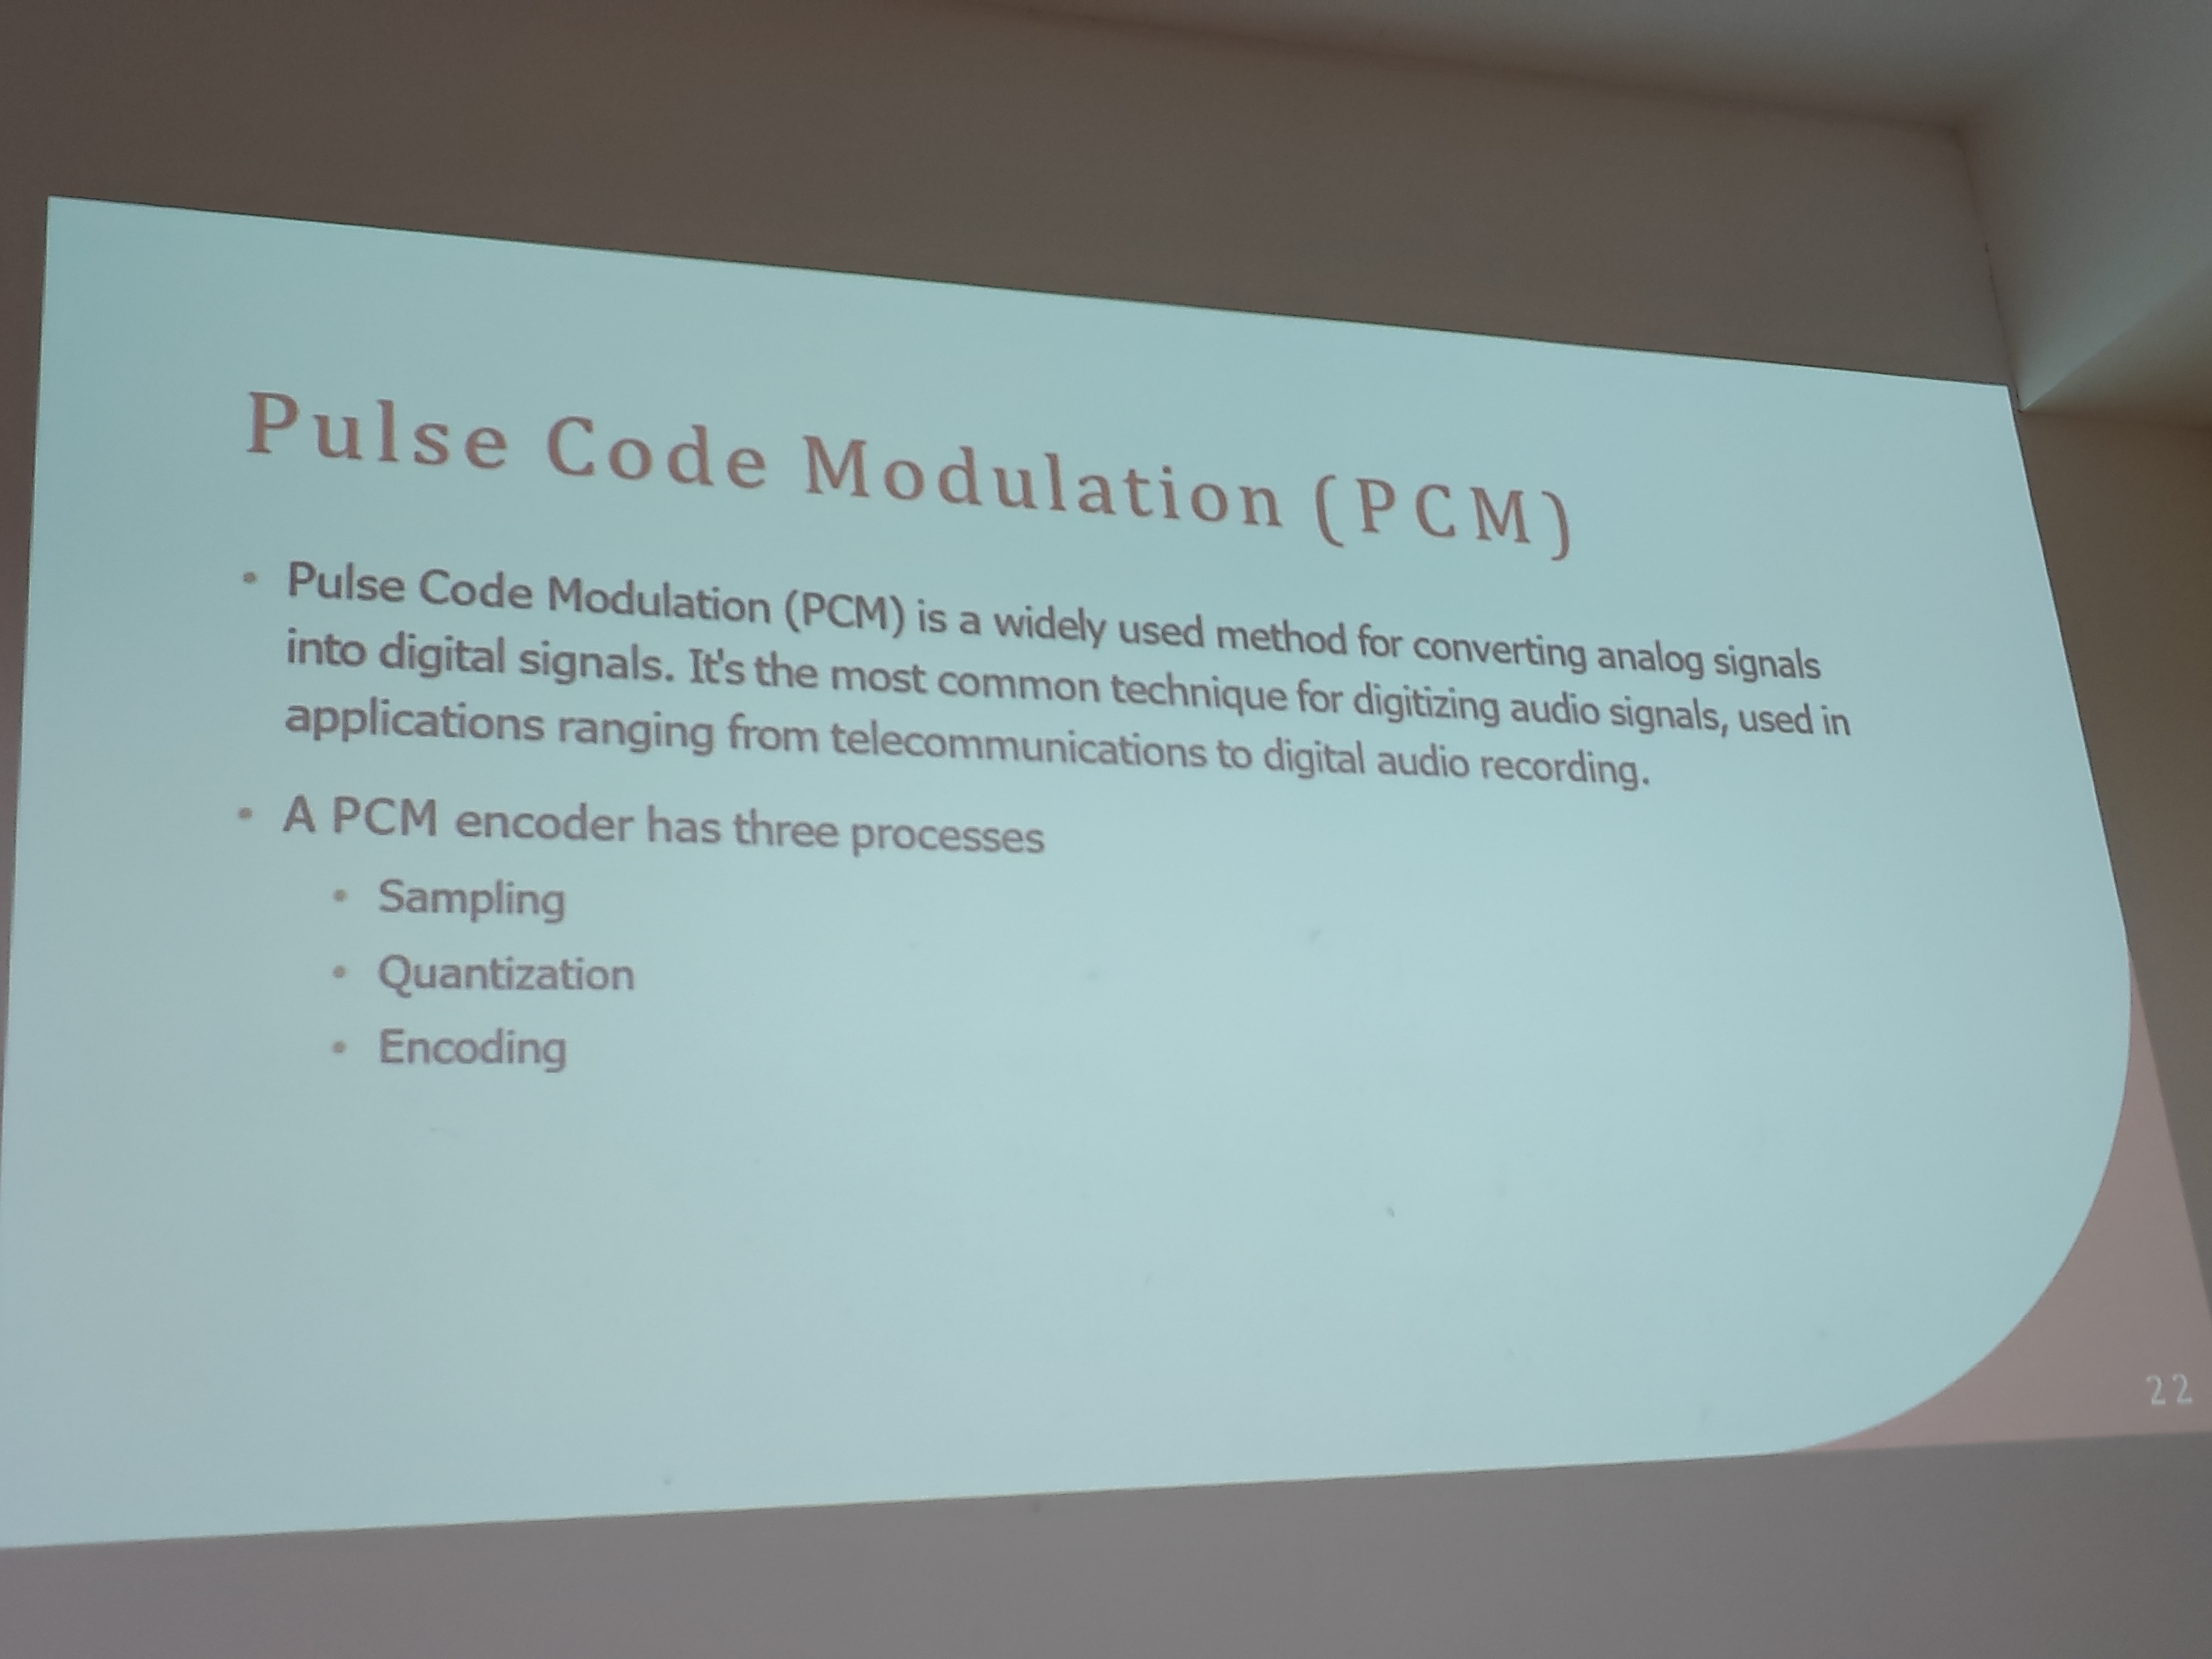 Pulse Code Modulation (PCM)
• Pulse Code Modulation (PCM) is a widely used method for converting analog signals
into digital signals. It's the most common technique for digitizing audio signals, used in
applications ranging from telecommunications to digital audio recording.
• A PCM encoder has three processes
• Sampling
• Quantization
• Encoding
22